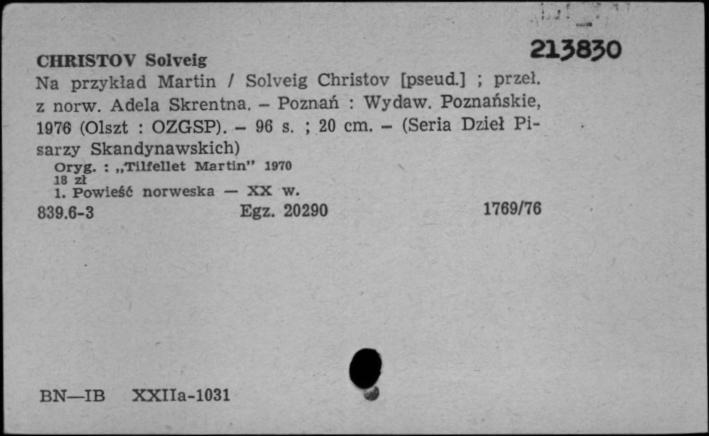 213830
CHRISTOV Solveig
Na przykład Martin / Solveig Christov [pseud.] ; przeł.
z norw. Adela Skrentna. – Poznań : Wydaw. Poznańskie,
1976 (Olszt : OZGSP). – 96 s. ; 20 cm. – (Seria Dzieł Pi-
sarzy Skandynawskich)
Oryg. : „Tilfellet Martin" 1970
18 zł
1. Powieść norweska — XX w.
839.6-3 Egz. 20290 1769/76
BN—IB XXIIa-1031